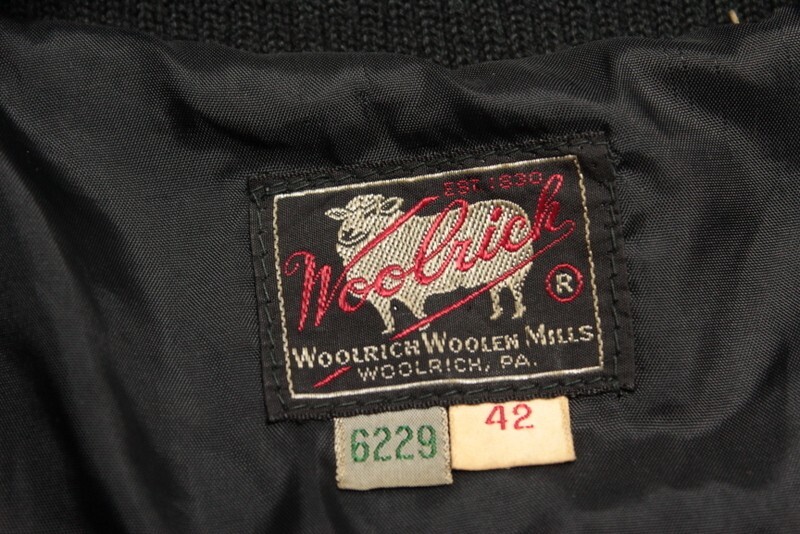 EST. 1830
Woolrich
®
WOOLRICH WOOLEN MILLS
WOOLRICH, PA.
6229
42